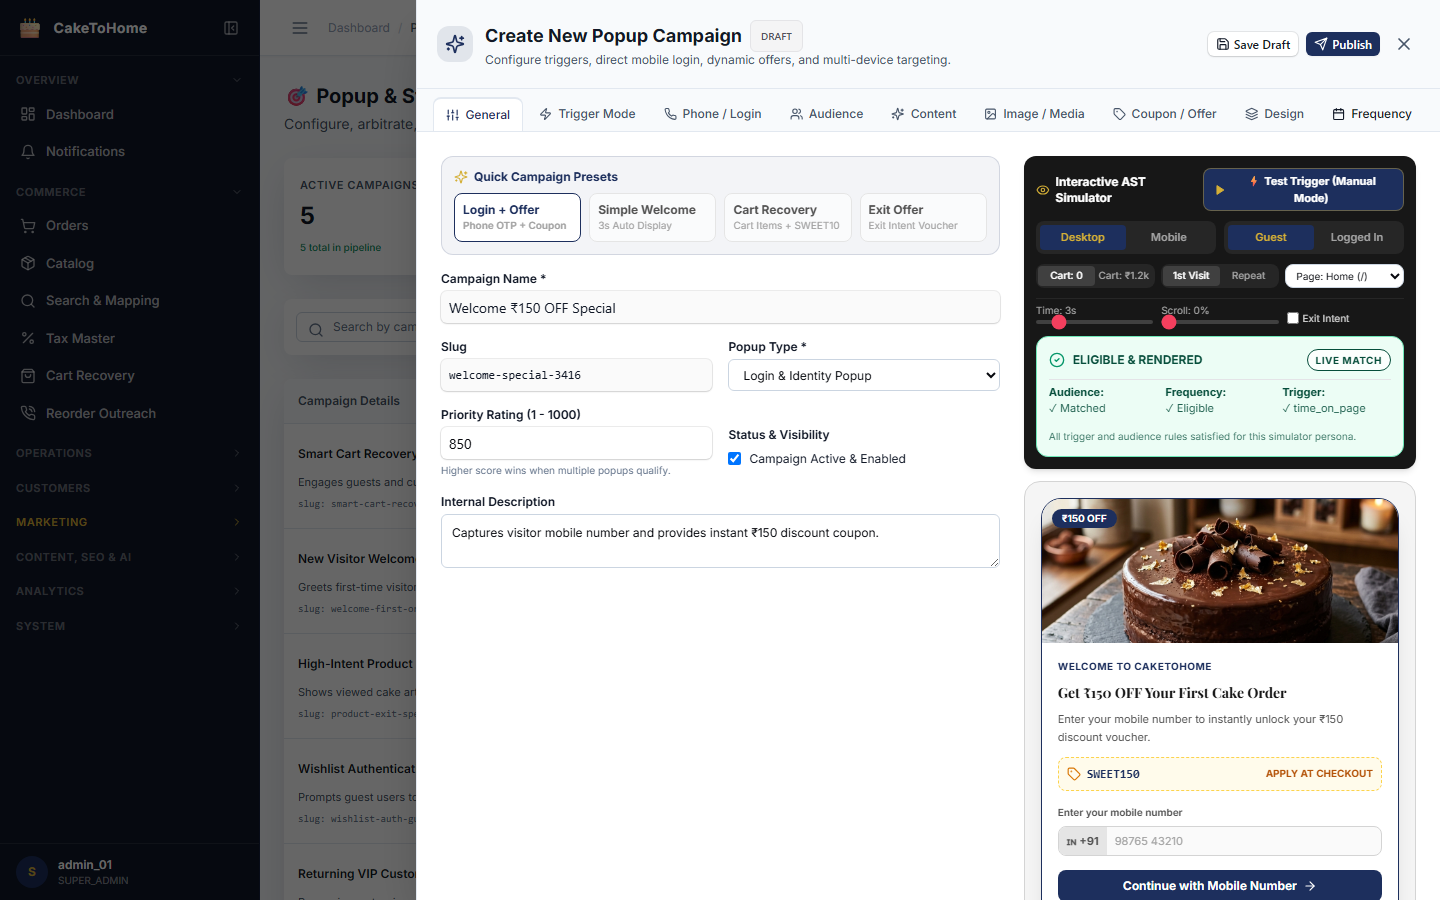 CakeToHome
OVERVIEW
Dashboard
Notifications
COMMERCE
Orders
Catalog
Search & Mapping
Tax Master
Cart Recovery
Reorder Outreach
OPERATIONS
CUSTOMERS
MARKETING
CONTENT, SEO & AI
ANALYTICS
SYSTEM
S
admin_01
SUPER_ADMIN
Dashboard / P
Popup & S
Configure, arbitrate,
ACTIVE CAMPAIGNS
5
5 total in pipeline
Search by cam
Campaign Details
Smart Cart Recovery
Engages guests and cu
slug: smart-cart-reco
New Visitor Welcom
Greets first-time visitor
slug: welcome-first-o
High-Intent Product
Shows viewed cake art
slug: product-exit-spe
Wishlist Authenticat
Prompts guest users to
slug: wishlist-auth-gu
Returning VIP Custo
Create New Popup Campaign
DRAFT
Configure triggers, direct mobile login, dynamic offers, and multi-device targeting.
Save Draft
Publish
General
Trigger Mode
Phone / Login
Audience
Content
Image / Media
Coupon / Offer
Design
Frequency
Quick Campaign Presets
Login + Offer
Phone OTP + Coupon
Simple Welcome
3s Auto Display
Cart Recovery
Cart Items + SWEET10
Exit Offer
Exit Intent Voucher
Campaign Name *
Welcome ₹150 OFF Special
Slug
welcome-special-3416
Popup Type *
Login & Identity Popup
Priority Rating (1 - 1000)
850
Higher score wins when multiple popups qualify.
Status & Visibility
Campaign Active & Enabled
Internal Description
Captures visitor mobile number and provides instant ₹150 discount coupon.
Interactive AST
Simulator
Test Trigger (Manual
Mode)
Desktop
Mobile
Guest
Logged In
Cart: 0
Cart: ₹1.2k
1st Visit
Repeat
Page: Home (/)
Time: 3s
Scroll: 0%
Exit Intent
ELIGIBLE & RENDERED
LIVE MATCH
Audience:
✓ Matched
Frequency:
✓ Eligible
Trigger:
✓ time_on_page
All trigger and audience rules satisfied for this simulator persona.
₹150 OFF
WELCOME TO CAKETOHOME
Get ₹150 OFF Your First Cake Order
Enter your mobile number to instantly unlock your ₹150
discount voucher.
SWEET150
APPLY AT CHECKOUT
Enter your mobile number
IN +91
98765 43210
Continue with Mobile Number →